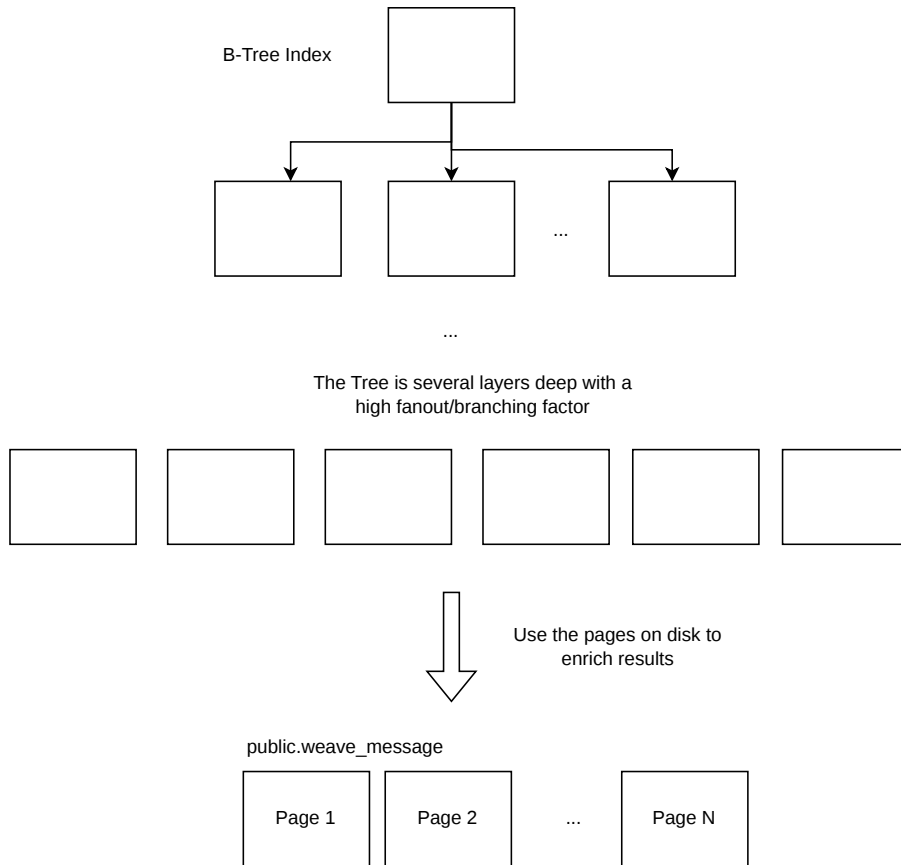 B-Tree Index
...
...
The Tree is several layers deep with a
high fanout/branching factor
Use the pages on disk to
enrich results
public.weave_message
Page 1
Page 2
...
Page N